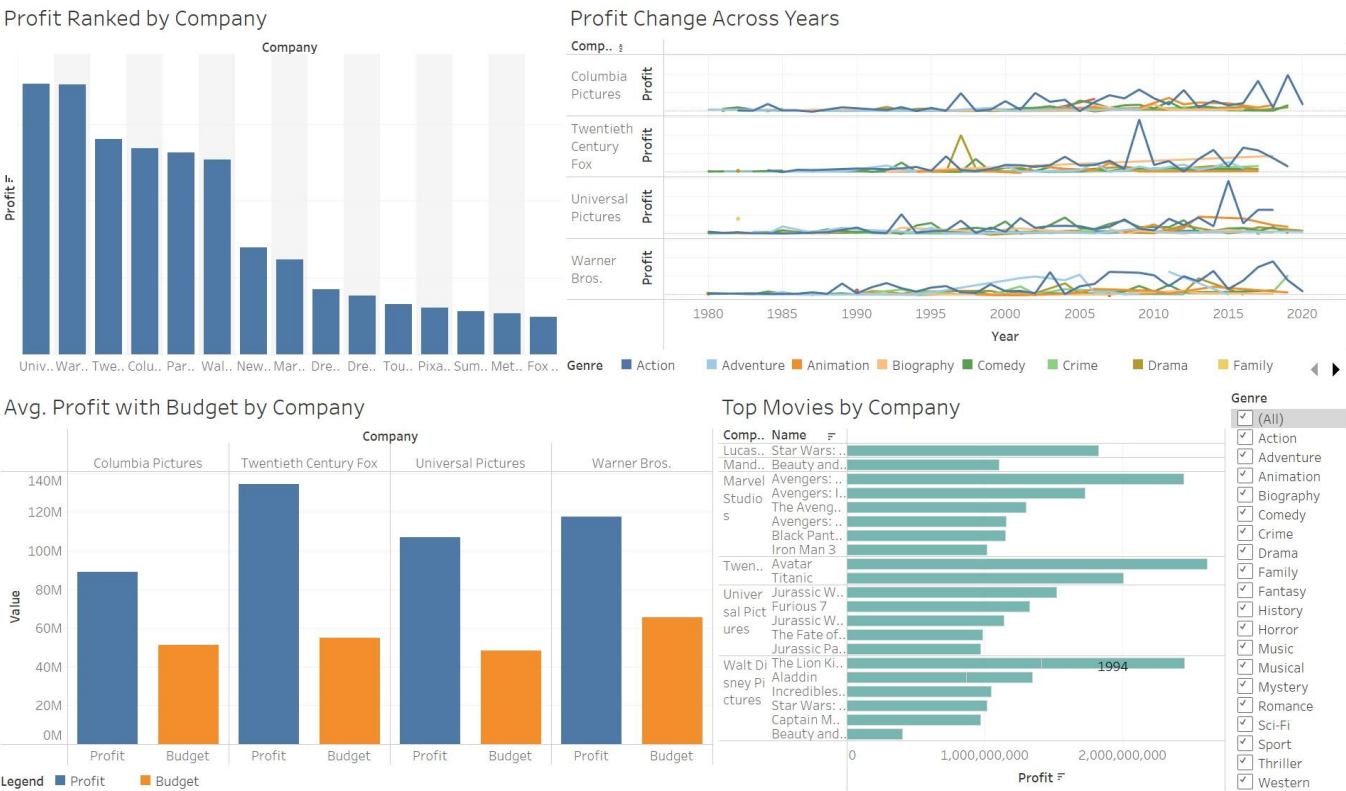 Profit Ranked by Company
Company
Profit
Univ.. War.. Twe.. Colu.. Par.. Wal.. New.. Mar.. Dre.. Dre.. Tou.. Pixa.. Sum.. Met.. Fox ..
Profit Change Across Years
Comp..
Columbia
Pictures
Profit
Twentieth
Century
Fox
Profit
Universal
Pictures
Profit
Warner
Bros.
Profit
1980 1985 1990 1995 2000 2005 2010 2015 2020
Year
Genre Action Adventure Animation Biography Comedy Crime Drama Family
Avg. Profit with Budget by Company
Company
Columbia Pictures Twentieth Century Fox Universal Pictures Warner Bros.
Value
140M
120M
100M
80M
60M
40M
20M
0M
Profit Budget Profit Budget Profit Budget Profit Budget
Legend Profit Budget
Top Movies by Company
Comp.. Name
Lucas.. Star Wars: ..
Mand.. Beauty and..
Marvel Avengers: ..
Studio Avengers: I..
s The Aveng..
Avengers: ..
Black Pant..
Iron Man 3
Twen.. Avatar
Titanic
Univer Jurassic W..
sal Pict Furious 7
ures Jurassic W..
The Fate of..
Jurassic Pa..
Walt Di The Lion Ki.. 1994
sney Pi Aladdin
ctures Incredibles..
Star Wars: ..
Captain M..
Beauty and..
0 1,000,000,000 2,000,000,000
Profit
Genre
(All)
Action
Adventure
Animation
Biography
Comedy
Crime
Drama
Family
Fantasy
History
Horror
Music
Musical
Mystery
Romance
Sci-Fi
Sport
Thriller
Western